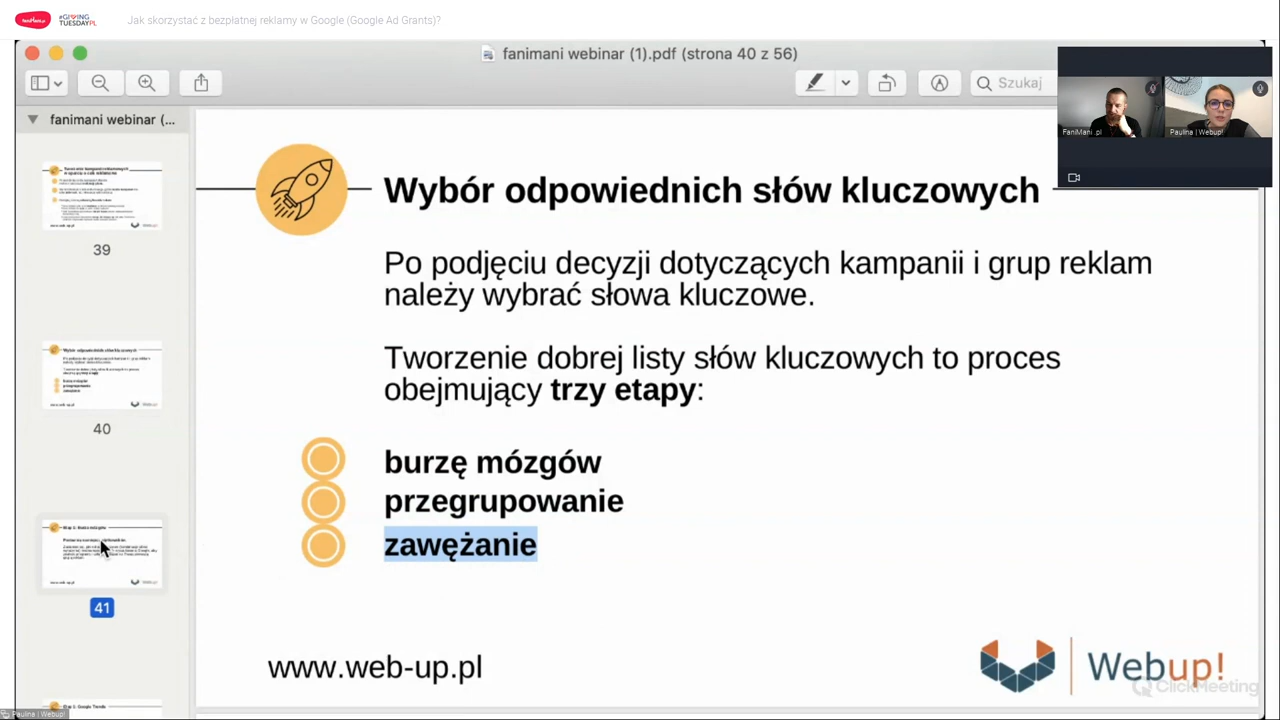 fanimani
#GIVING
TUESDAYPL
Jak skorzystać z bezpłatnej reklamy w Google (Google Ad Grants)?
fanimani webinar (1).pdf (strona 40 z 56)
Szukaj
fanimani webinar (...
39
40
41
Wybór odpowiednich słów kluczowych
Po podjęciu decyzji dotyczących kampanii i grup reklam
należy wybrać słowa kluczowe.
Tworzenie dobrej listy słów kluczowych to proces
obejmujący trzy etapy:
burzę mózgów
przegrupowanie
zawężanie
www.web-up.pl
Webup!
ClickMeeting
FaniMani .pl
Paulina | Webup!
Paulina | Webup!